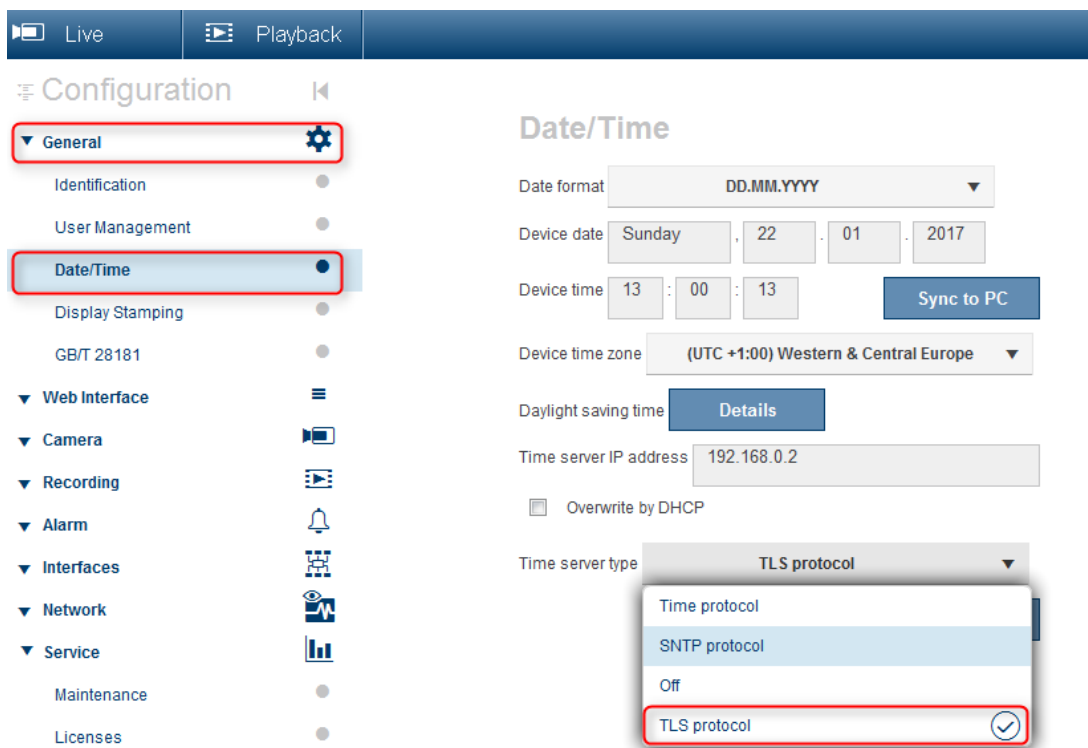 Live
Playback
Configuration
General
Identification
User Management
Date/Time
Display Stamping
GB/T 28181
Web Interface
Camera
Recording
Alarm
Interfaces
Network
Service
Maintenance
Licenses
Date/Time
Date format DD.MM.YYYY
Device date Sunday , 22 . 01 . 2017
Device time 13 : 00 : 13 Sync to PC
Device time zone (UTC +1:00) Western & Central Europe
Daylight saving time Details
Time server IP address 192.168.0.2
Overwrite by DHCP
Time server type TLS protocol
Time protocol
SNTP protocol
Off
TLS protocol